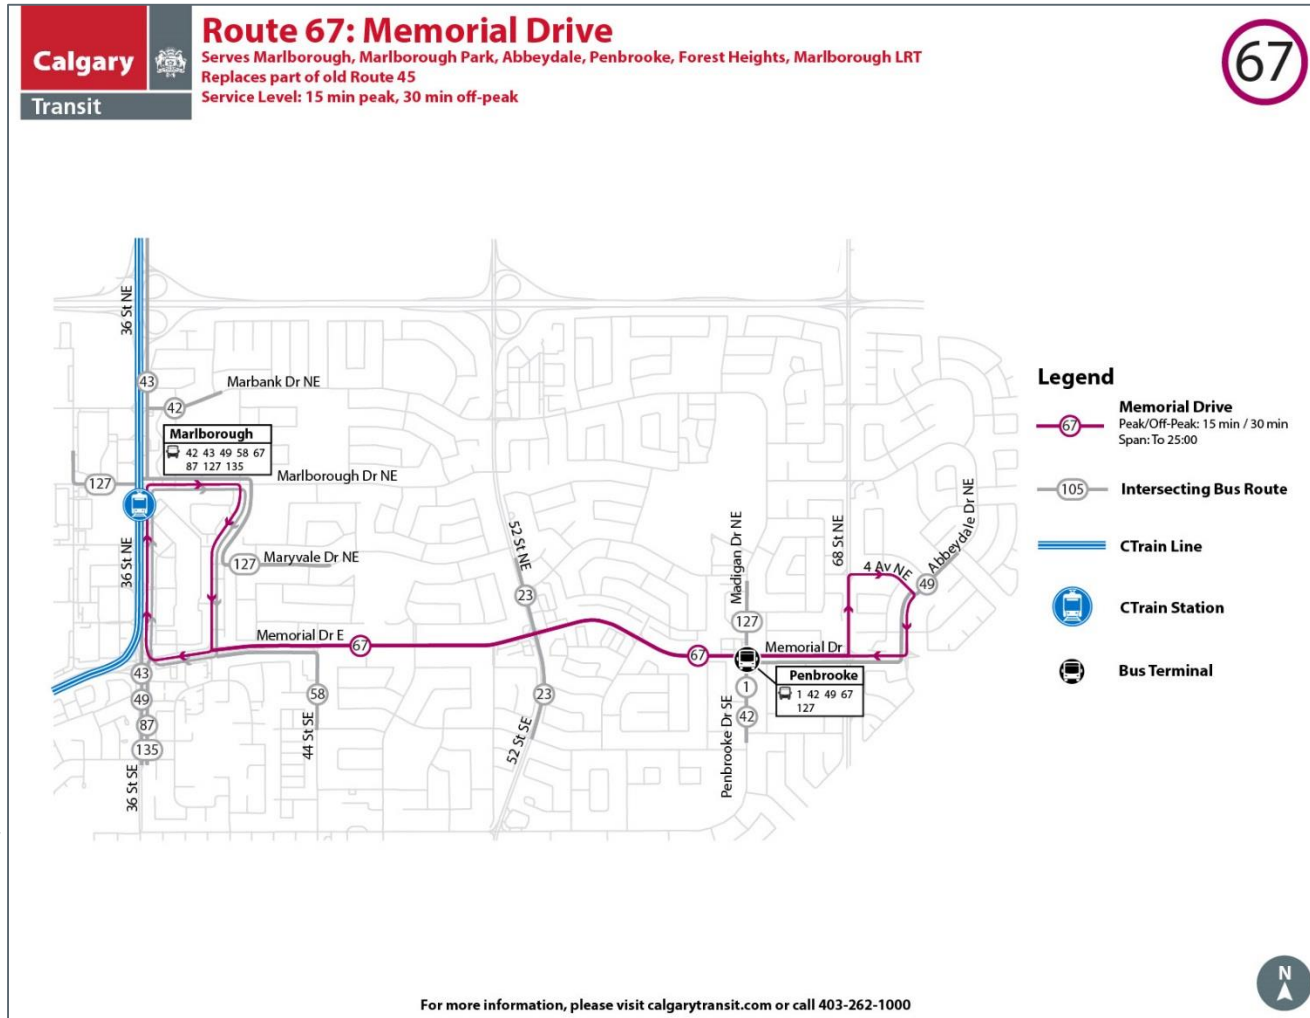 Calgary
Transit
Route 67: Memorial Drive
Serves Marlborough, Marlborough Park, Abbeydale, Penbrooke, Forest Heights, Marlborough LRT
Replaces part of old Route 45
Service Level: 15 min peak, 30 min off-peak
67
36 St NE
43
42
Marbank Dr NE
Marlborough
42 43 49 58 67
87 127 135
127
Marlborough Dr NE
36 St NE
127
Maryvale Dr NE
Memorial Dr E
67
43
49
87
135
36 St SE
58
44 St SE
52 St NE
23
23
52 St SE
67
Madigan Dr NE
127
Memorial Dr
Penbrooke
1 42 49 67
127
1
42
Penbrooke Dr SE
68 St NE
4 Av NE
49
Abbeydale Dr NE
Legend
67
Memorial Drive
Peak/Off-Peak: 15 min / 30 min
Span: To 25:00
105
Intersecting Bus Route
CTrain Line
CTrain Station
Bus Terminal
N
For more information, please visit calgarytransit.com or call 403-262-1000